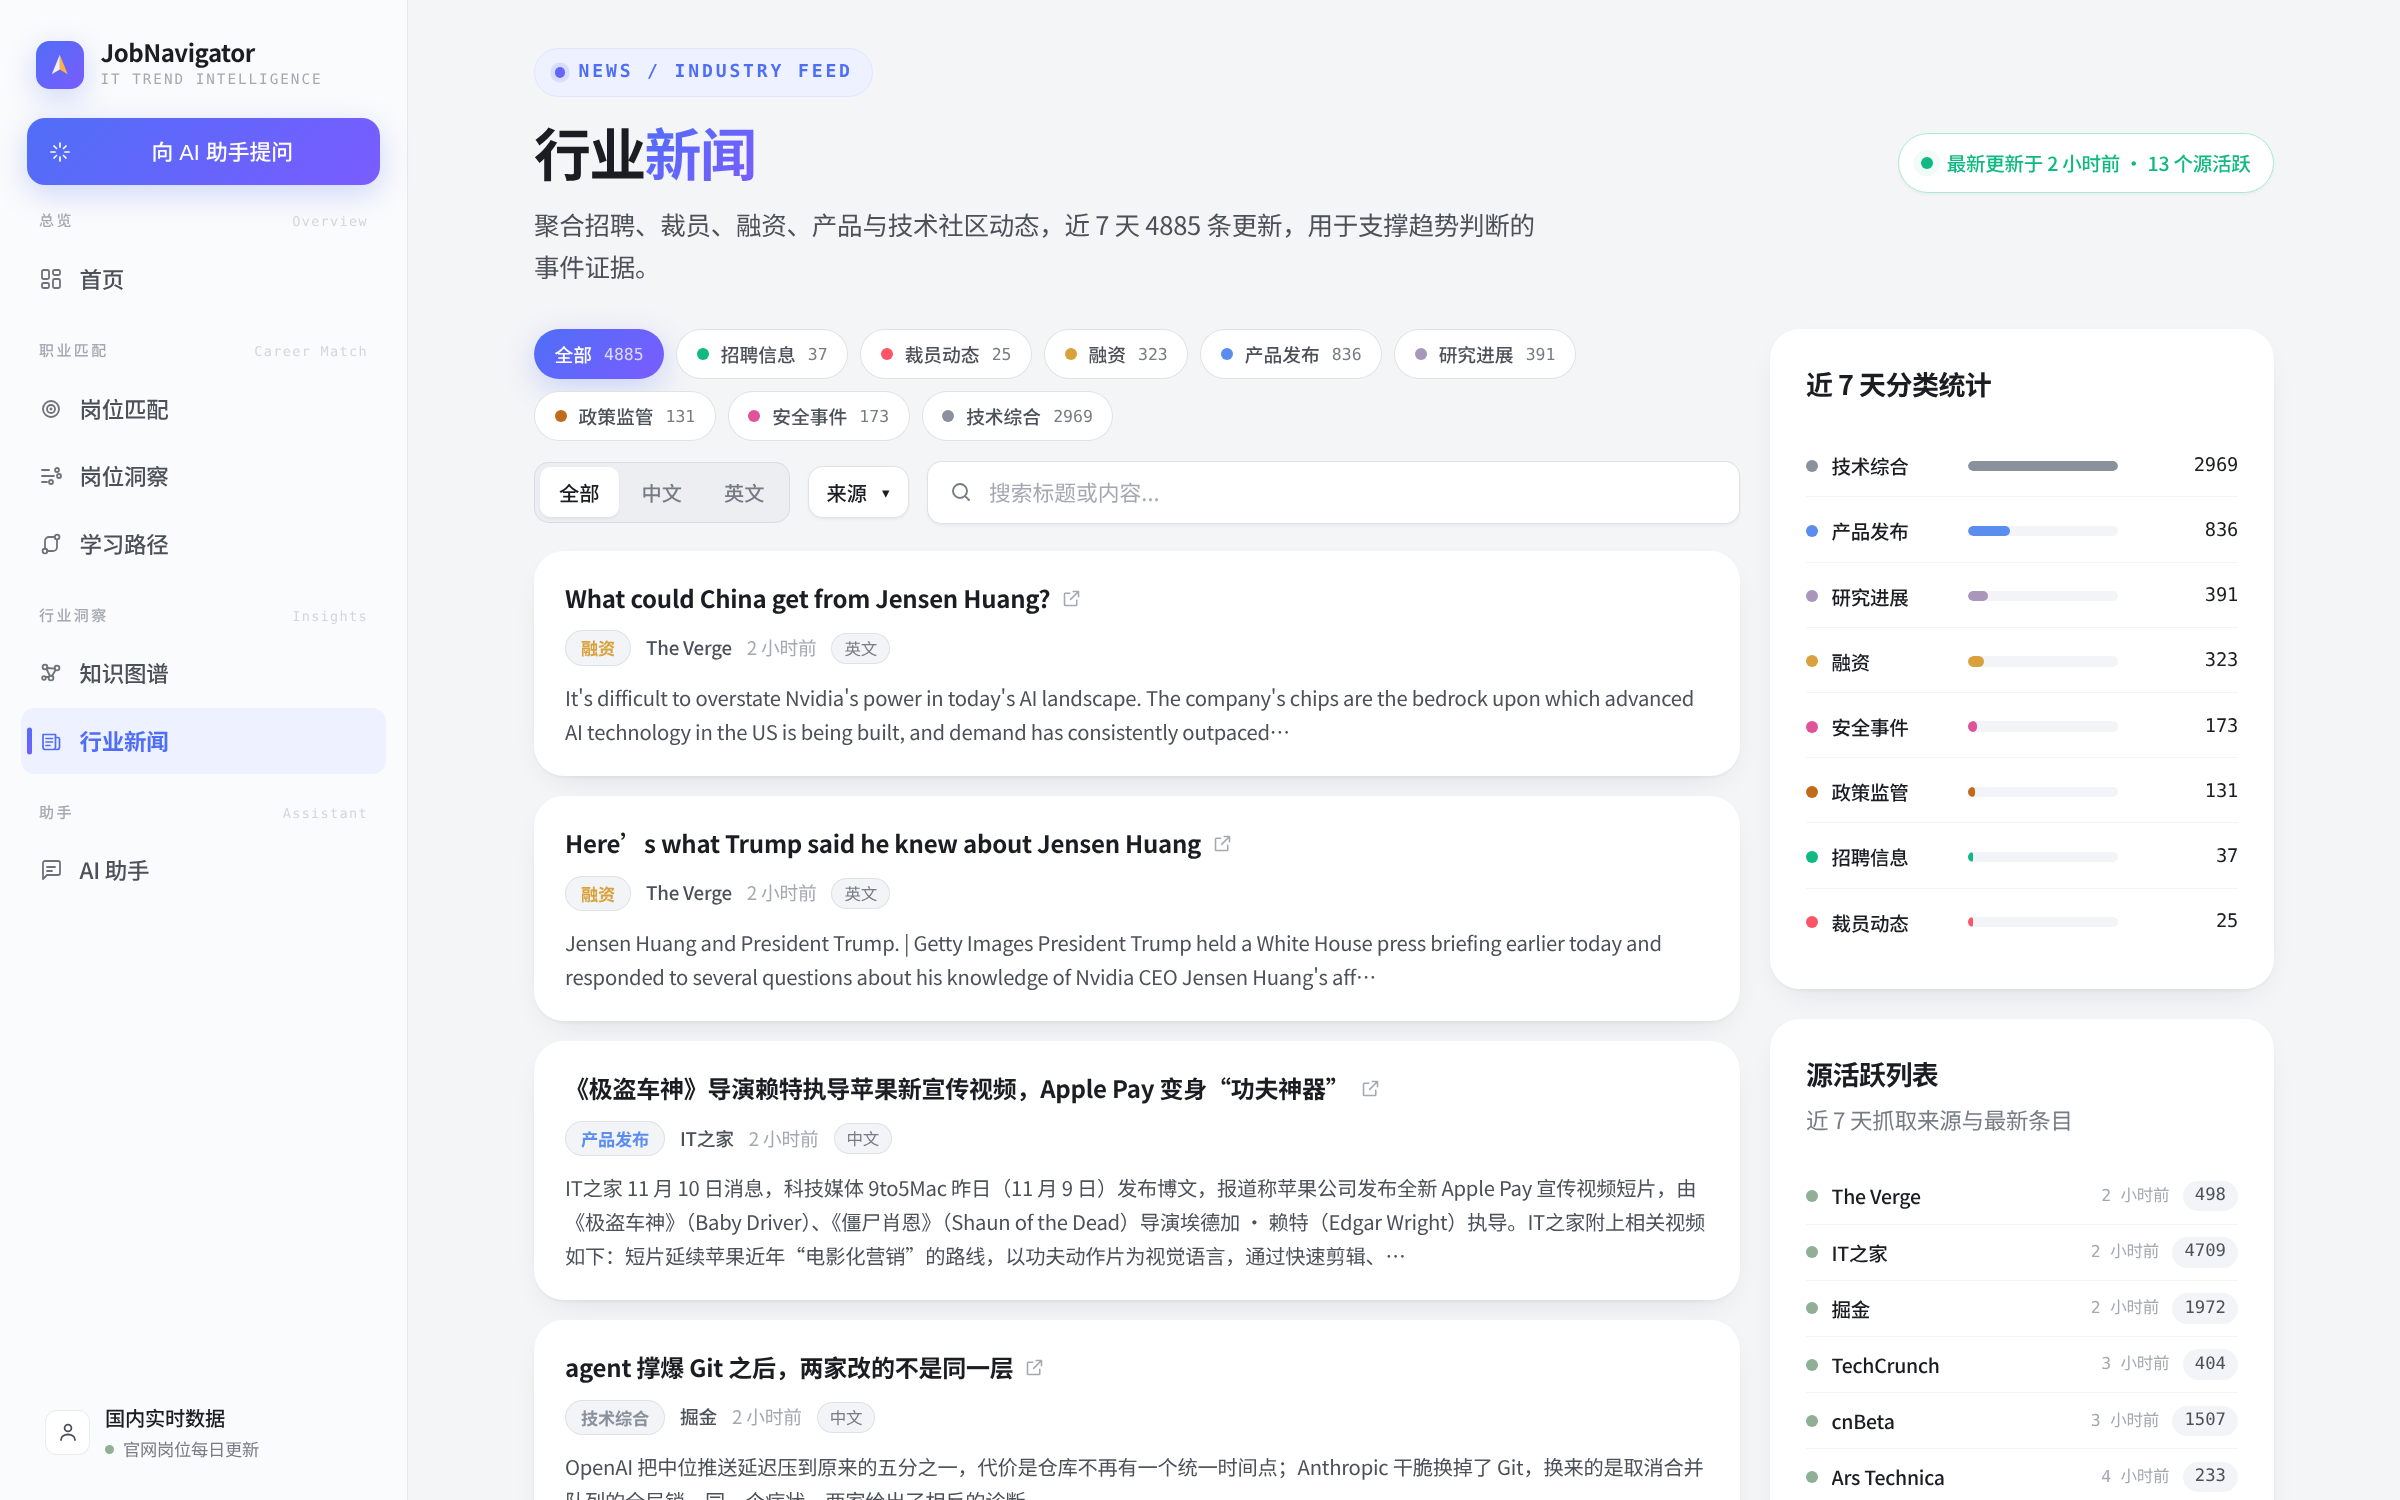 JobNavigator
IT TREND INTELLIGENCE
向 AI 助手提问
总览 Overview
首页
职业匹配 Career Match
岗位匹配
岗位洞察
学习路径
行业洞察 Insights
知识图谱
行业新闻
助手 Assistant
AI 助手
国内实时数据
官网岗位每日更新
NEWS / INDUSTRY FEED
行业新闻
最新更新于 2 小时前 · 13 个源活跃
聚合招聘、裁员、融资、产品与技术社区动态，近 7 天 4885 条更新，用于支撑趋势判断的
事件证据。
全部 4885 招聘信息 37 裁员动态 25 融资 323 产品发布 836 研究进展 391
政策监管 131 安全事件 173 技术综合 2969
全部 中文 英文 来源 ▾ 搜索标题或内容...
What could China get from Jensen Huang?
融资 The Verge 2 小时前 英文
It's difficult to overstate Nvidia's power in today's AI landscape. The company's chips are the bedrock upon which advanced
AI technology in the US is being built, and demand has consistently outpaced…
Here’s what Trump said he knew about Jensen Huang
融资 The Verge 2 小时前 英文
Jensen Huang and President Trump. | Getty Images President Trump held a White House press briefing earlier today and
responded to several questions about his knowledge of Nvidia CEO Jensen Huang's aff…
《极盗车神》导演赖特执导苹果新宣传视频，Apple Pay 变身“功夫神器”
产品发布 IT之家 2 小时前 中文
IT之家 11 月 10 日消息，科技媒体 9to5Mac 昨日（11 月 9 日）发布博文，报道称苹果公司发布全新 Apple Pay 宣传视频短片，由
《极盗车神》（Baby Driver）、《僵尸肖恩》（Shaun of the Dead）导演埃德加 · 赖特（Edgar Wright）执导。IT之家附上相关视频
如下：短片延续苹果近年“电影化营销”的路线，以功夫动作片为视觉语言，通过快速剪辑、…
agent 撑爆 Git 之后，两家改的不是同一层
技术综合 掘金 2 小时前 中文
OpenAI 把中位推送延迟压到原来的五分之一，代价是仓库不再有一个统一时间点；Anthropic 干脆换掉了 Git，换来的是取消合并
近 7 天分类统计
技术综合 2969
产品发布 836
研究进展 391
融资 323
安全事件 173
政策监管 131
招聘信息 37
裁员动态 25
源活跃列表
近 7 天抓取来源与最新条目
The Verge 2 小时前 498
IT之家 2 小时前 4709
掘金 2 小时前 1972
TechCrunch 3 小时前 404
cnBeta 3 小时前 1507
Ars Technica 4 小时前 233